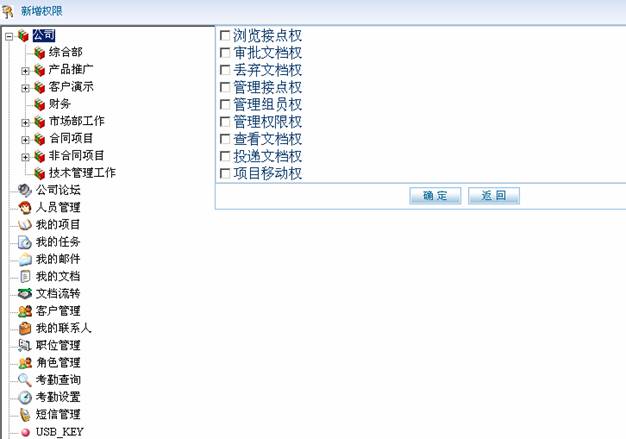 新增权限
公司
综合部
产品推广
客户演示
财务
市场部工作
合同项目
非合同项目
技术管理工作
公司论坛
人员管理
我的项目
我的任务
我的邮件
我的文档
文档流转
客户管理
我的联系人
职位管理
角色管理
考勤查询
考勤设置
短信管理
USB_KEY
浏览接点权
审批文档权
丢弃文档权
管理接点权
管理组员权
管理权限权
查看文档权
投递文档权
项目移动权
确定 返回